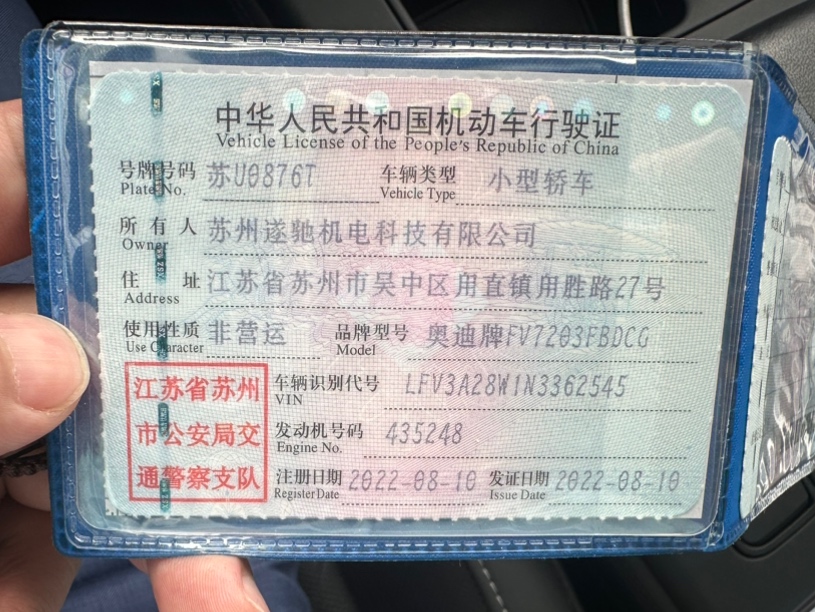 中华人民共和国机动车行驶证
Vehicle License of the People's Republic of China
号牌号码 苏U0876T 车辆类型 小型轿车
Plate No. Vehicle Type
所有人 苏州遂驰机电科技有限公司
Owner
住址 江苏省苏州市吴中区甪直镇甪胜路27号
Address
使用性质 非营运 品牌型号 奥迪牌FV7203FBDCG
Use Character Model
江苏省苏州
市公安局交
通警察支队
车辆识别代号 LFV3A28W1N3362545
VIN
发动机号码 435248
Engine No.
注册日期 2022-08-10 发证日期 2022-08-10
Register Date Issue Date